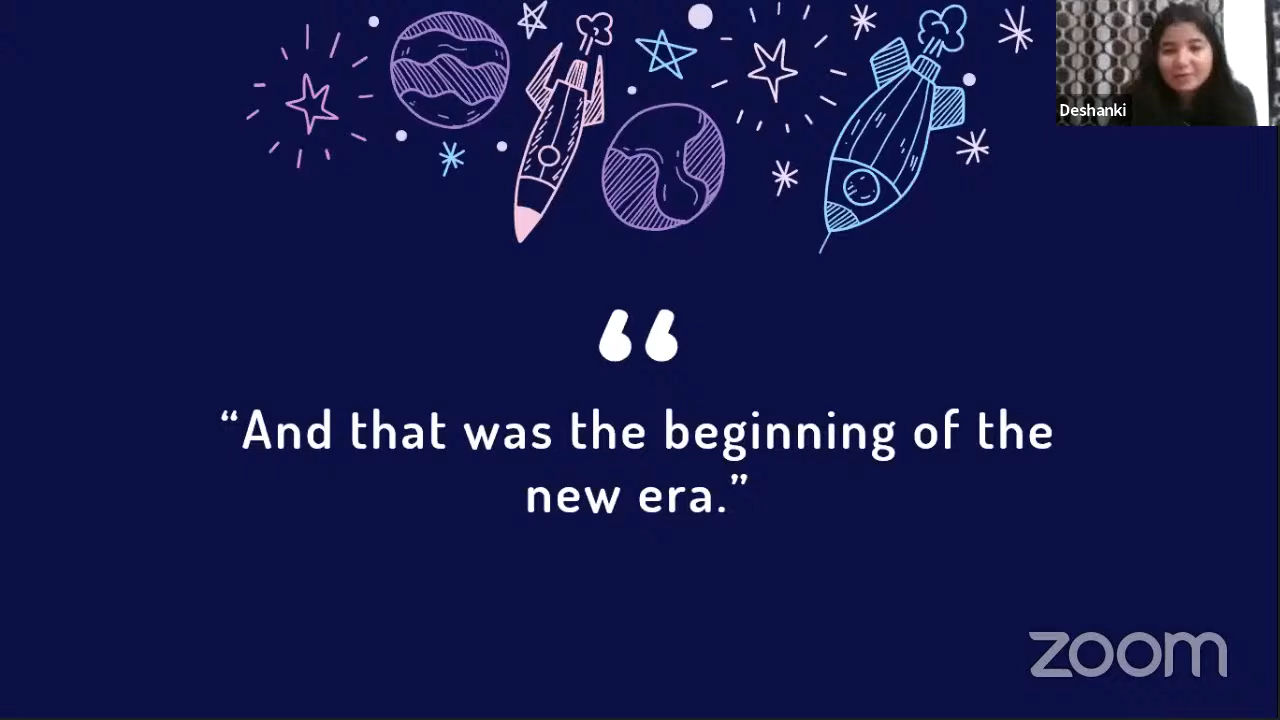 Deshanki
“And that was the beginning of the
new era.”
zoom